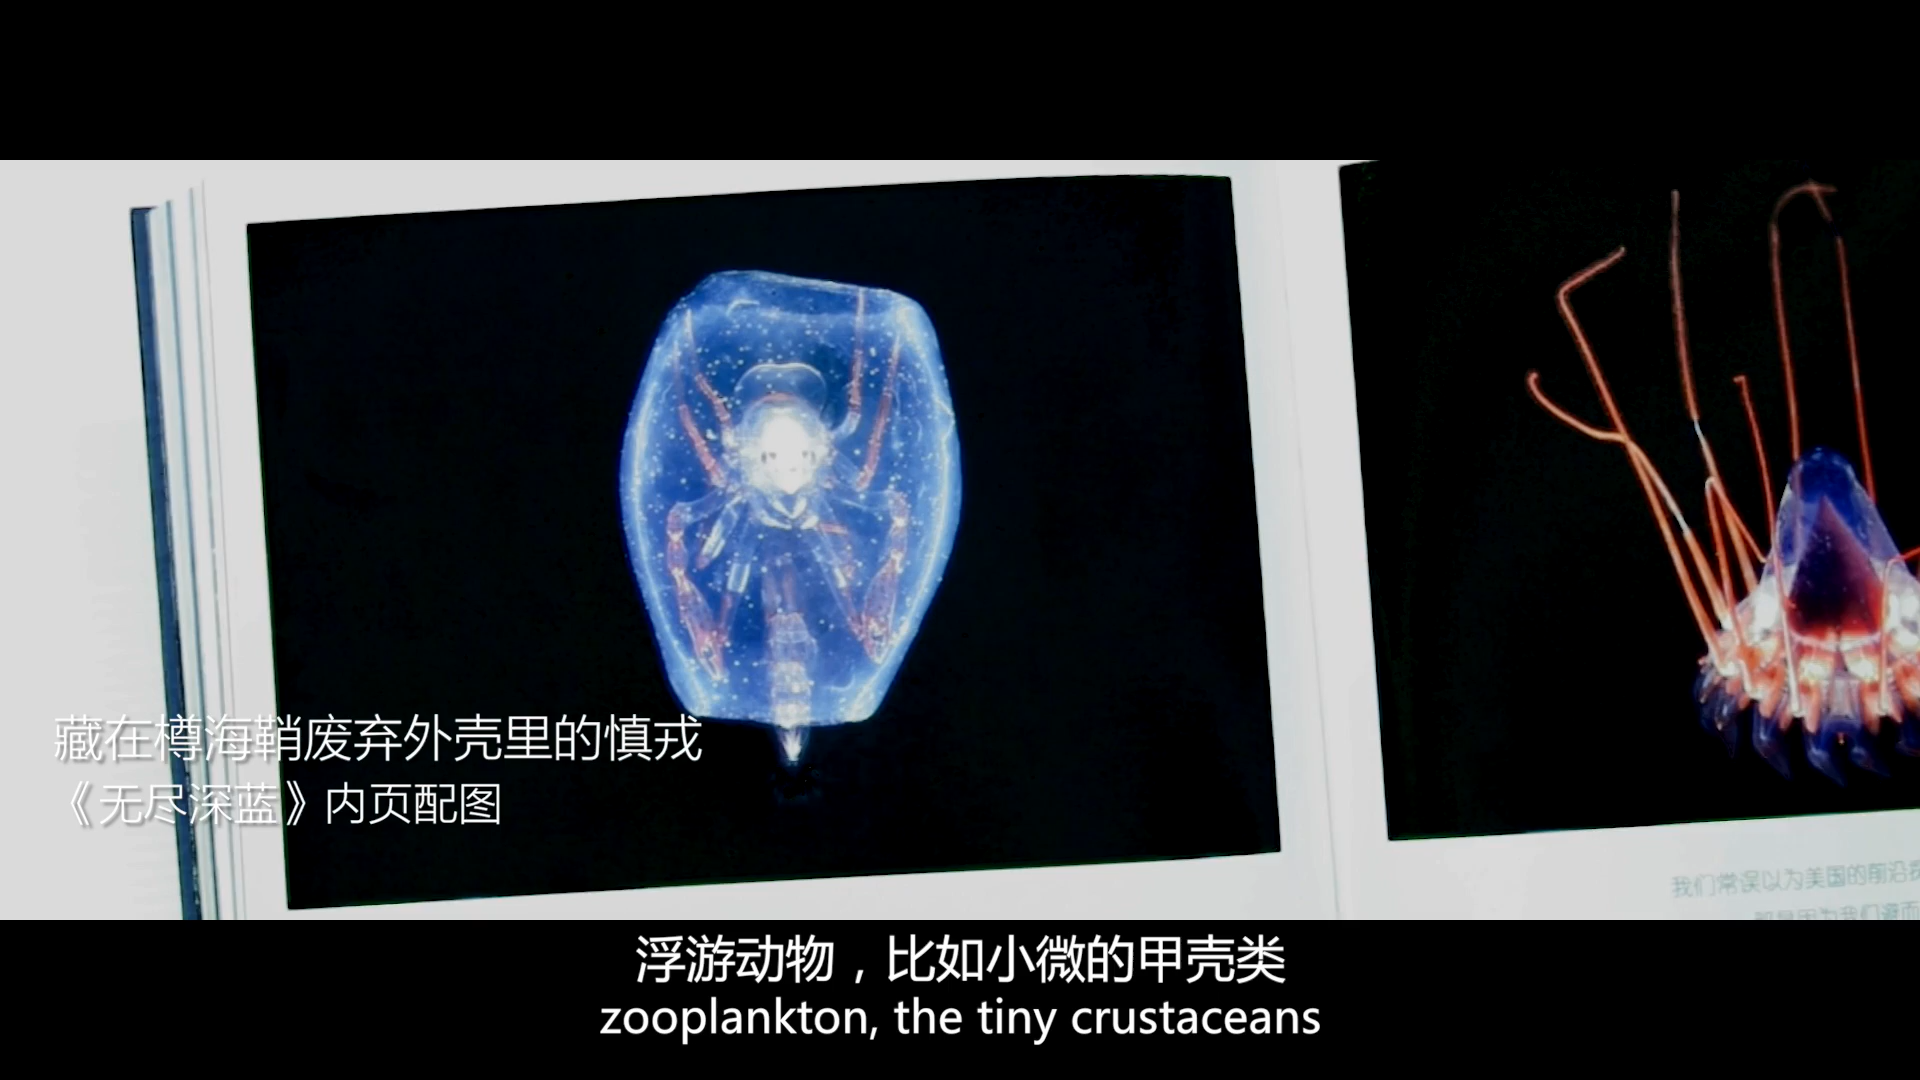 藏在樽海鞘废弃外壳里的慎戎
《无尽深蓝》内页配图
我们常误以为美国的前沿
浮游动物，比如小微的甲壳类
zooplankton, the tiny crustaceans